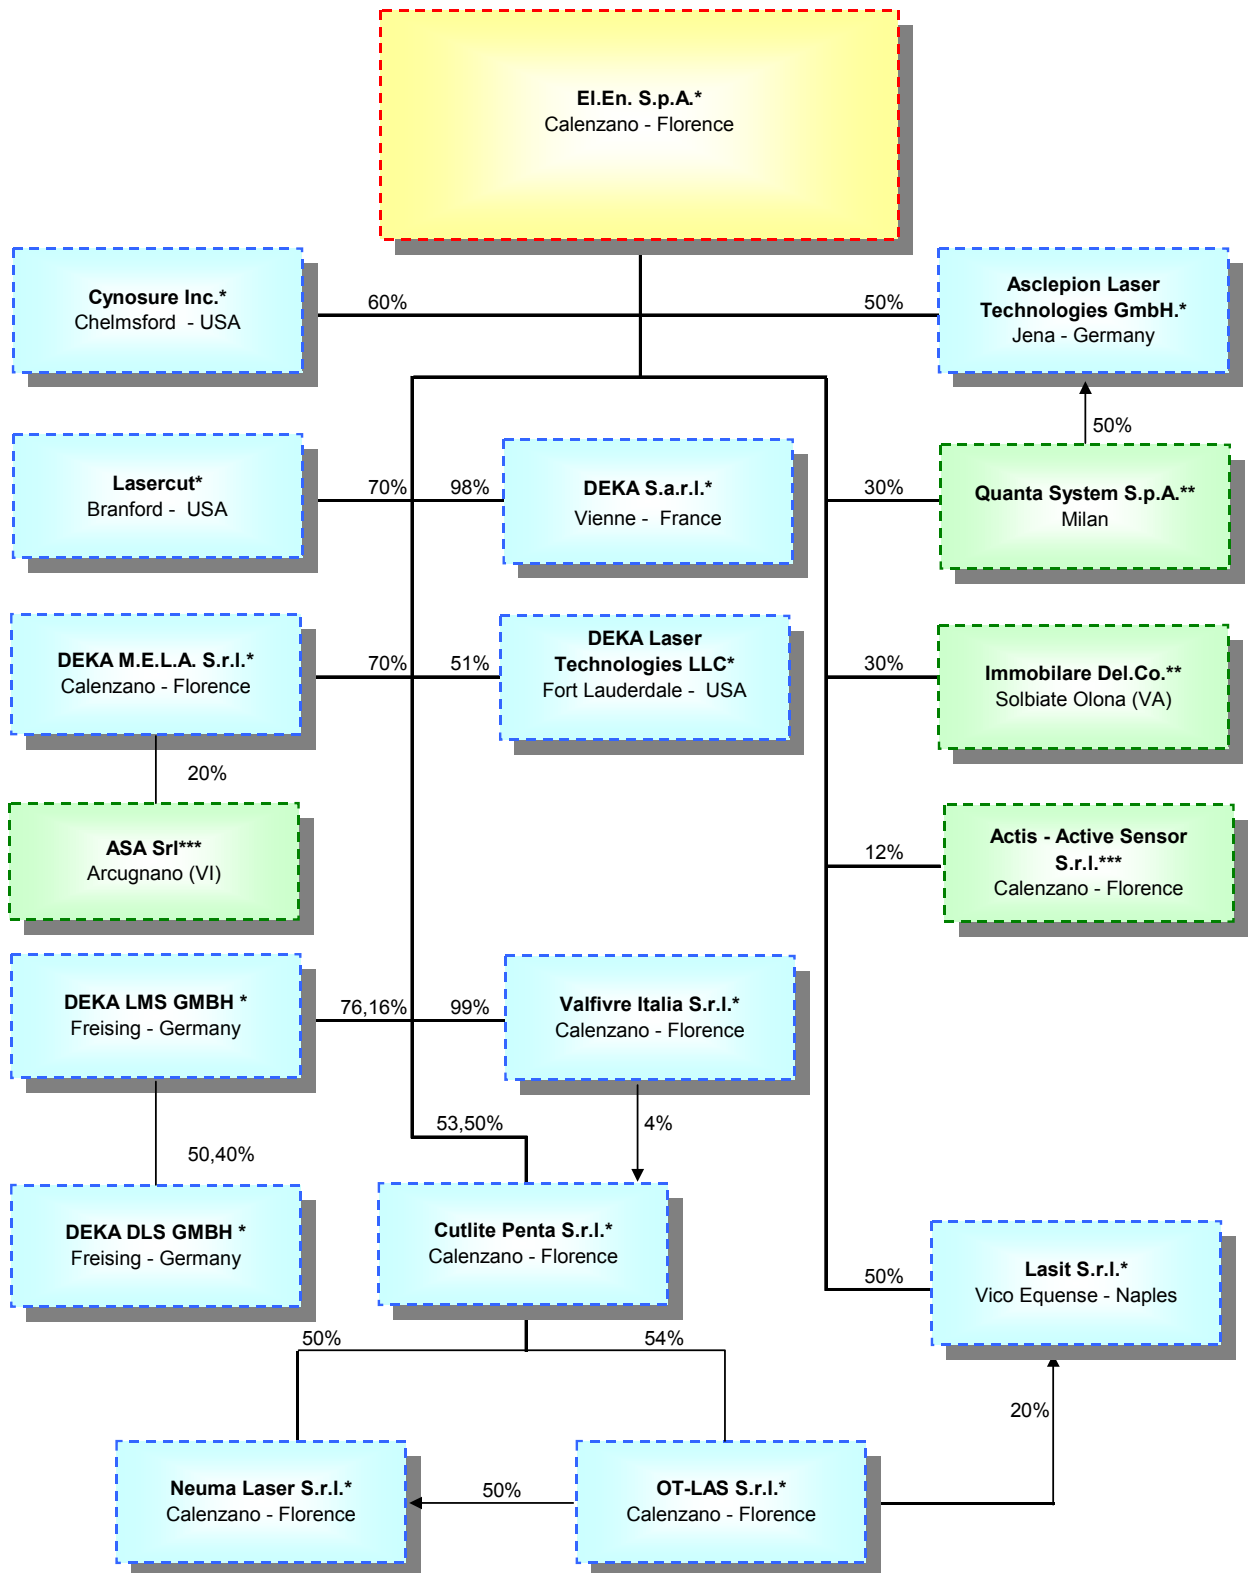 El.En. S.p.A.*
Calenzano - Florence
Cynosure Inc.*
Chelmsford - USA
60%
50%
Asclepion Laser
Technologies GmbH.*
Jena - Germany
50%
Lasercut*
Branford - USA
70%
98%
DEKA S.a.r.l.*
Vienne - France
30%
Quanta System S.p.A.**
Milan
DEKA M.E.L.A. S.r.l.*
Calenzano - Florence
70%
51%
DEKA Laser
Technologies LLC*
Fort Lauderdale - USA
30%
Immobilare Del.Co.**
Solbiate Olona (VA)
20%
ASA Srl***
Arcugnano (VI)
12%
Actis - Active Sensor
S.r.l.***
Calenzano - Florence
DEKA LMS GMBH *
Freising - Germany
76,16%
99%
Valfivre Italia S.r.l.*
Calenzano - Florence
53,50%
4%
50,40%
DEKA DLS GMBH *
Freising - Germany
Cutlite Penta S.r.l.*
Calenzano - Florence
50%
Lasit S.r.l.*
Vico Equense - Naples
50%
54%
20%
Neuma Laser S.r.l.*
Calenzano - Florence
50%
OT-LAS S.r.l.*
Calenzano - Florence